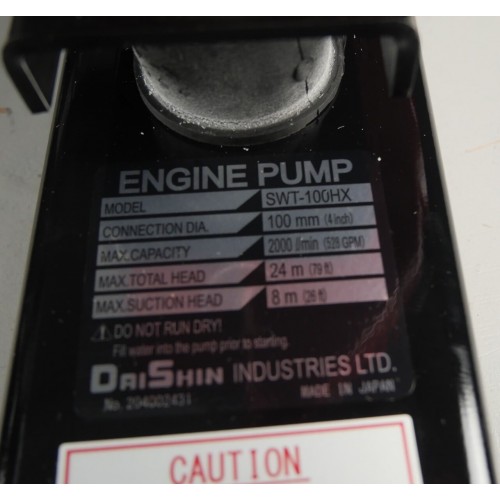 ENGINE PUMP
MODEL SWT-100HX
CONNECTION DIA. 100 mm (4 inch)
MAX.CAPACITY 2000 l/min (528 GPM)
MAX.TOTAL HEAD 24 m (79 ft)
MAX.SUCTION HEAD 8 m (26 ft)
DO NOT RUN DRY!
Fill water into the pump prior to starting.
DAISHIN INDUSTRIES LTD.
No. 204002431 MADE IN JAPAN
CAUTION